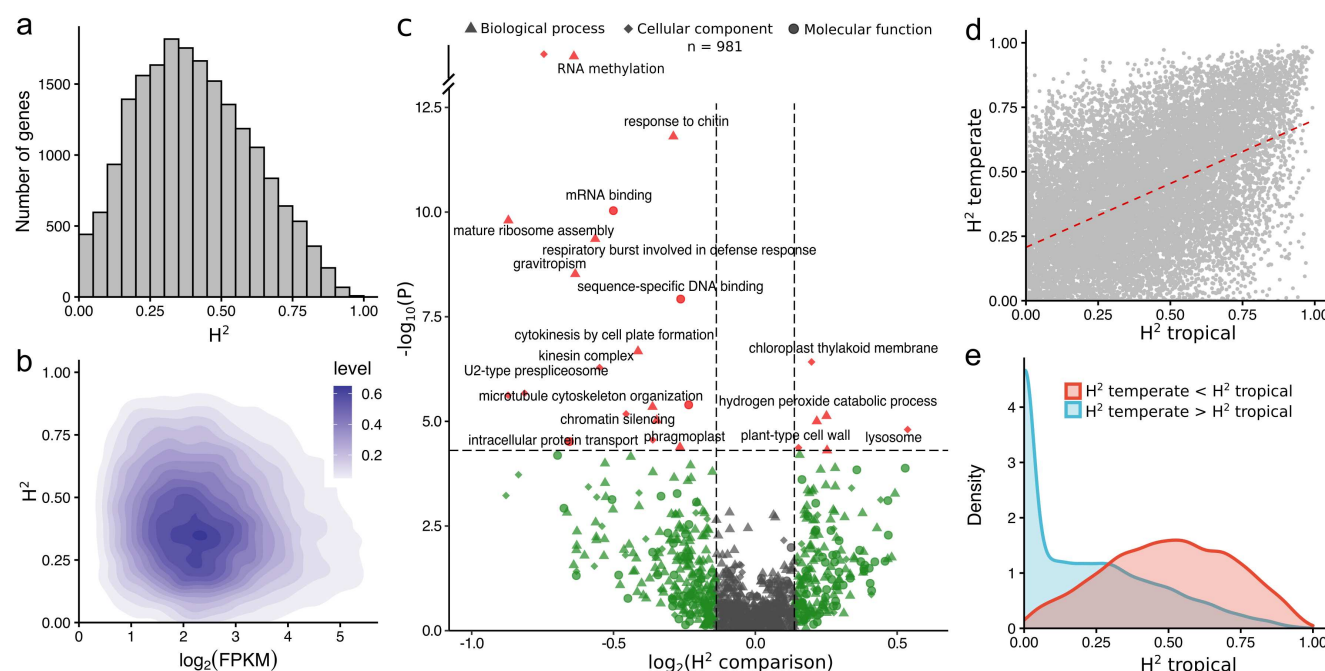 a
Number of genes
1500
1000
500
0
0
0.25
0.50
0.75
1.00
H²
b
H²
1.00
0.75
0.50
0.25
0.00
level
0.6
0.4
0.2
0
1
2
3
4
5
log₂(FPKM)
c
Biological process
Cellular component
Molecular function
n = 981
-log₁₀(P)
12.5
10.0
7.5
5.0
2.5
0.0
RNA methylation
response to chitin
mRNA binding
mature ribosome assembly
respiratory burst involved in defense response
gravitropism
sequence-specific DNA binding
cytokinesis by cell plate formation
kinesin complex
chloroplast thylakoid membrane
U2-type prespliceosome
microtubule cytoskeleton organization
hydrogen peroxide catabolic process
chromatin silencing
intracellular protein transport
phragmoplast
plant-type cell wall
lysosome
-1.0
-0.5
0.0
0.5
log₂(H² comparison)
d
H² temperate
1.00
0.75
0.50
0.25
0.00
0.00
0.25
0.50
0.75
1.00
H² tropical
e
H² temperate < H² tropical
H² temperate > H² tropical
Density
4
3
2
1
0
0.00
0.25
0.50
0.75
1.00
H² tropical